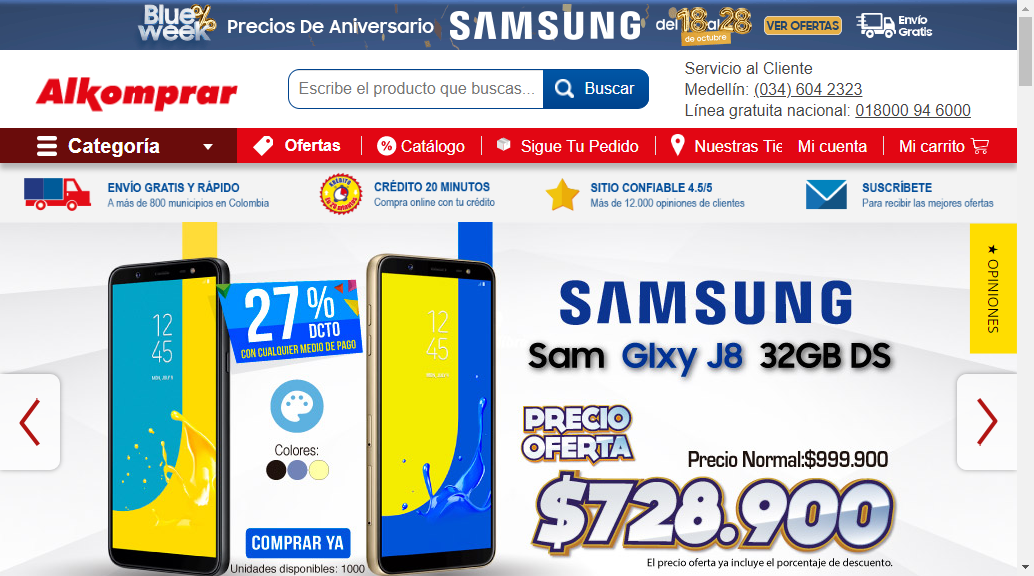 Blue % week Precios De Aniversario SAMSUNG del 18 al 28 de octubre VER OFERTAS Envío Gratis
Alkomprar
Escribe el producto que buscas... Buscar
Servicio al Cliente
Medellín: (034) 604 2323
Línea gratuita nacional: 018000 94 6000
Categoría Ofertas Catálogo Sigue Tu Pedido Nuestras Tie Mi cuenta Mi carrito
ENVÍO GRATIS Y RÁPIDO
A más de 800 municipios en Colombia
CRÉDITO 20 MINUTOS
Compra online con tu crédito
SITIO CONFIABLE 4.5/5
Más de 12.000 opiniones de clientes
SUSCRÍBETE
Para recibir las mejores ofertas
★ OPINIONES
12
45
27% DCTO
CON CUALQUIER MEDIO DE PAGO
12
45
Colores:
COMPRAR YA
Unidades disponibles: 1000
SAMSUNG
Sam Glxy J8 32GB DS
PRECIO
OFERTA
Precio Normal:$999.900
$728.900
El precio oferta ya incluye el porcentaje de descuento.